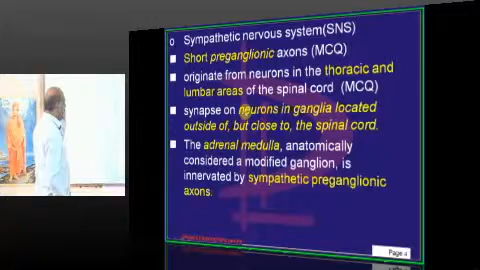 Sympathetic nervous system(SNS)
Short preganglionic axons (MCQ)
originate from neurons in the thoracic and
lumbar areas of the spinal cord (MCQ)
synapse on neurons in ganglia located
outside of, but close to, the spinal cord.
The adrenal medulla, anatomically
considered a modified ganglion, is
innervated by sympathetic preganglionic
axons.
Page 4